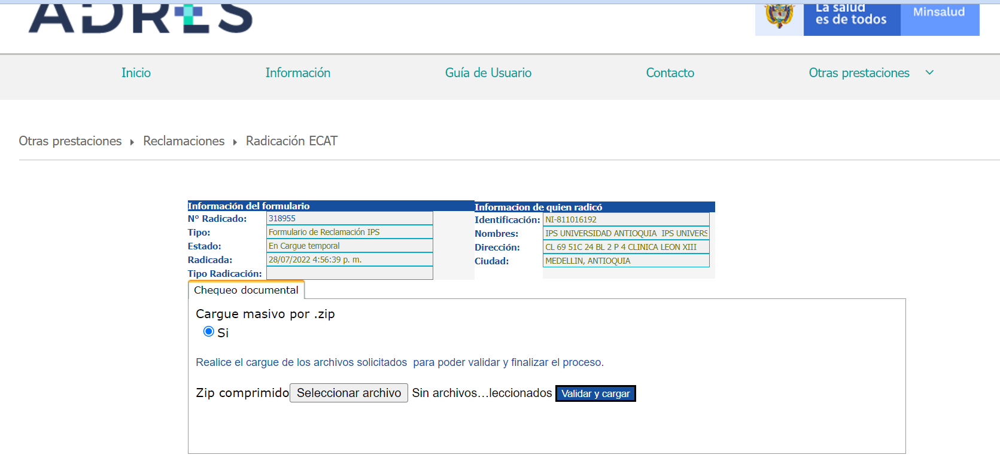 ADRES
La salud
es de todos
Minsalud
Inicio
Información
Guía de Usuario
Contacto
Otras prestaciones
Otras prestaciones
Reclamaciones
Radicación ECAT
Información del formulario
Nº Radicado:
318955
Tipo:
Formulario de Reclamación IPS
Estado:
En Cargue temporal
Radicada:
28/07/2022 4:56:39 p. m.
Tipo Radicación:
Informacion de quien radicó
Identificación:
NI-811016192
Nombres:
IPS UNIVERSIDAD ANTIOQUIA  IPS UNIVERS
Dirección:
CL 69 51C 24 BL 2 P 4 CLINICA LEON XIII
Ciudad:
MEDELLIN, ANTIOQUIA
Chequeo documental
Cargue masivo por .zip
Si
Realice el cargue de los archivos solicitados  para poder validar y finalizar el proceso.
Zip comprimido
Seleccionar archivo
Sin archivos...leccionados
Validar y cargar